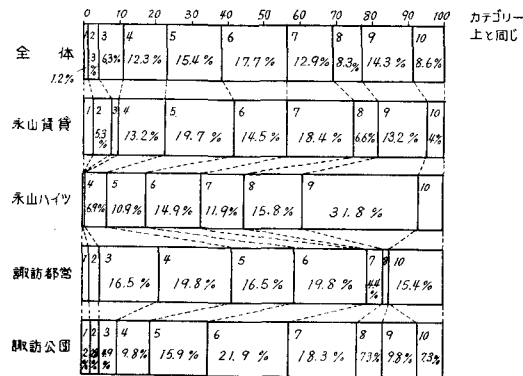 0 10 20 30 40 50 60 70 80 90 100
カテゴリー
上と同じ
全体
1 2 3 4 5 6 7 8 9 10
3% 6.3% 12.3% 15.4% 17.7% 12.9% 8.3% 14.3% 8.6%
1.2%
永山賃貸
1 2 3 4 5 6 7 8 9 10
5.3% 13.2% 19.7% 14.5% 18.4% 6.6% 13.2% 4%
永山ハイツ
4 5 6 7 8 9 10
6.9% 10.9% 14.9% 11.9% 15.8% 31.8%
諏訪都営
1 2 3 4 5 6 7 8 10
16.5% 19.8% 16.5% 19.8% 4.4% 15.4%
諏訪公団
1 2 3 4 5 6 7 8 9 10
4.9% 9.8% 15.9% 21.9% 18.3% 7.3% 9.8% 7.3%